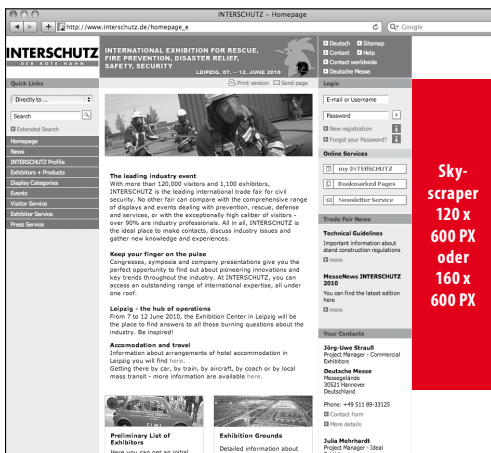 INTERSCHUTZ – Homepage
http://www.interschutz.de/homepage_e
Google
INTERSCHUTZ
DER ROTE HAHN
INTERNATIONAL EXHIBITION FOR RESCUE,
FIRE PREVENTION, DISASTER RELIEF,
SAFETY, SECURITY
LEIPZIG, 07. – 12. JUNE 2010
Deutsch Sitemap
Contact Help
Contact worldwide
Deutsche Messe
Quick Links
Print version Send page
Login
Directly to ...
Search
Extended Search
Homepage
News
INTERSCHUTZ Profile
Exhibitors + Products
Display Categories
Events
Visitor Service
Exhibitor Service
Press Service
The leading industry event
With more than 120,000 visitors and 1,100 exhibitors,
INTERSCHUTZ is the leading international trade fair for civil
security. No other fair can compare with the comprehensive range
of displays and events dealing with prevention, rescue, defense
and services, or with the exceptionally high caliber of visitors -
over 90% are industry professionals. All in all, INTERSCHUTZ is
the ideal place to make contacts, discuss industry issues and
gather new knowledge and experiences.
Keep your finger on the pulse
Congresses, symposia and company presentations give you the
perfect opportunity to find out about pioneering innovations and
key trends throughout the industry. At INTERSCHUTZ, you can
access an outstanding range of international expertise, all under
one roof.
Leipzig - the hub of operations
From 7 to 12 June 2010, the Exhibition Center in Leipzig will
be the place to find answers to all those burning questions about the
industry. Be inspired!
Accomodation and travel
Information about arrangements of hotel accommodation in
Leipzig you will find here.
Getting there by car, by train, by aircraft, by coach or by local
mass transit - more information are available here.
Preliminary List of
Exhibitors
Here you can get an initial
Exhibition Grounds
Detailed information about
E-mail or Username
Password
New registration
Forgot your Password?
Online Services
my INTERSCHUTZ
Bookmarked Pages
Newsletter Service
Trade Fair News
Technical Guidelines
Important information about
stand construction regulations
more
MesseNews INTERSCHUTZ
2010
You can find the latest edition
here
more
Your Contacts
Jörg-Uwe Strauß
Project Manager - Commercial
Exhibitors
Deutsche Messe
Messegelände
30521 Hannover
Deutschland
Phone: +49 511 89-33125
Contact form
More details
Julia Mehrhardt
Project Manager - Ideal
Sky-
scraper
120 x
600 PX
oder
160 x
600 PX